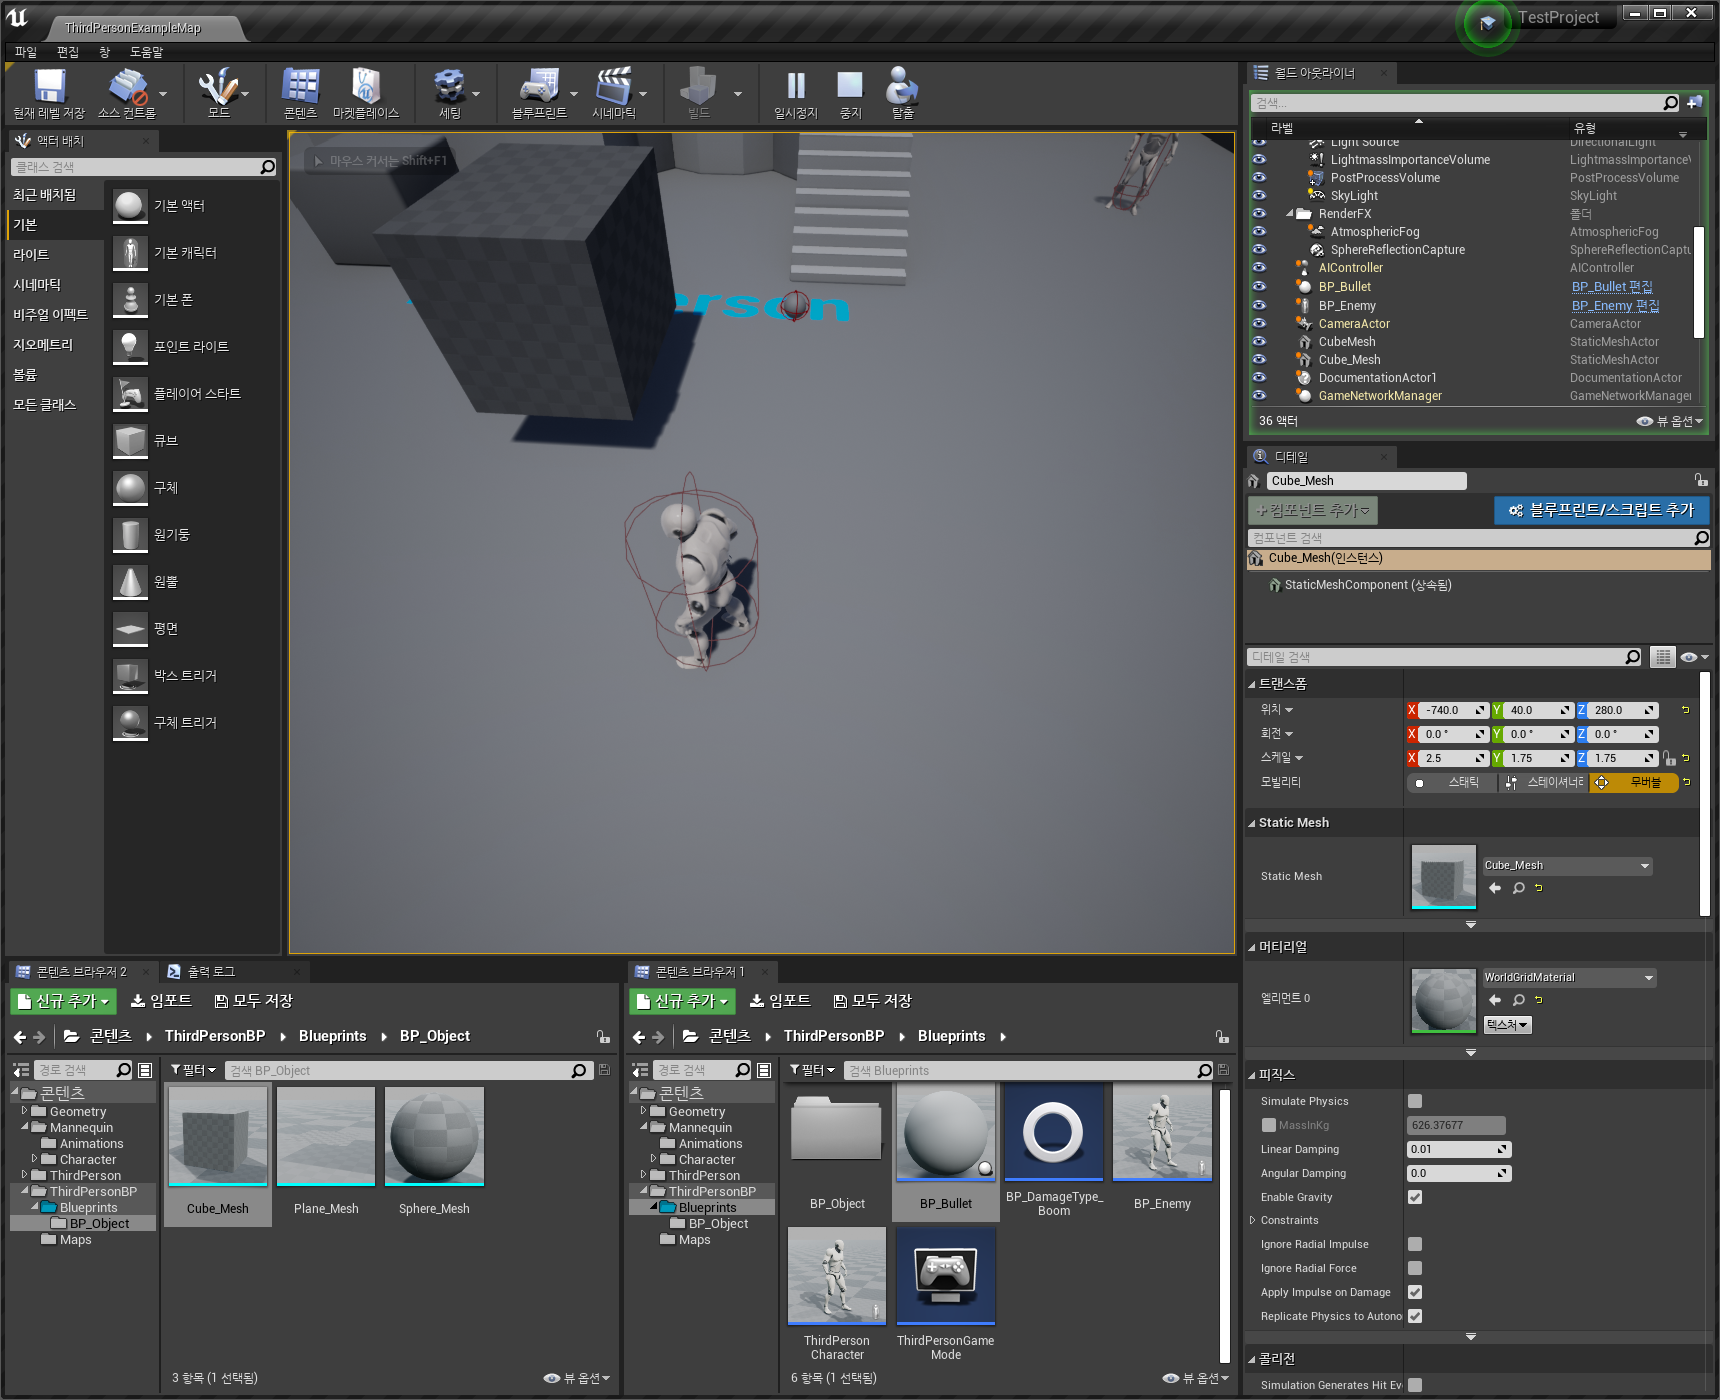 ThirdPersonExampleMap
TestProject
파일 편집 창 도움말
현재 레벨 저장 소스 컨트롤 모드 콘텐츠 마켓플레이스 세팅 블루프린트 시네마틱 빌드 일시정지 중지 탈출
액터 배치
클래스 검색
최근 배치됨
기본
라이트
시네마틱
비주얼 이펙트
지오메트리
볼륨
모든 클래스
기본 액터
기본 캐릭터
기본 폰
포인트 라이트
플레이어 스타트
큐브
구체
원기둥
원뿔
평면
박스 트리거
구체 트리거
마우스 커서는 Shift+F1
erson
월드 아웃라이너
검색...
라벨 유형
Light Source DirectionalLight
LightmassImportanceVolume LightmassImportanceV
PostProcessVolume PostProcessVolume
SkyLight SkyLight
RenderFX 폴더
AtmosphericFog AtmosphericFog
SphereReflectionCapture SphereReflectionCaptu
AIController AIController
BP_Bullet BP_Bullet 편집
BP_Enemy BP_Enemy 편집
CameraActor CameraActor
CubeMesh StaticMeshActor
Cube_Mesh StaticMeshActor
DocumentationActor1 DocumentationActor
GameNetworkManager GameNetworkManager
36 액터 뷰 옵션
디테일
Cube_Mesh
+컴포넌트 추가 블루프린트/스크립트 추가
컴포넌트 검색
Cube_Mesh(인스턴스)
StaticMeshComponent (상속됨)
디테일 검색
트랜스폼
위치 X -740.0 Y 40.0 Z 280.0
회전 X 0.0 ° Y 0.0 ° Z 0.0 °
스케일 X 2.5 Y 1.75 Z 1.75
모빌리티 스태틱 스테이셔너리 무버블
Static Mesh
Static Mesh Cube_Mesh
머티리얼
엘리먼트 0 WorldGridMaterial
텍스처
피직스
Simulate Physics
MassInKg 626.37677
Linear Damping 0.01
Angular Damping 0.0
Enable Gravity
Constraints
Ignore Radial Impulse
Ignore Radial Force
Apply Impulse on Damage
Replicate Physics to Autono
콜리전
Simulation Generates Hit Ev
콘텐츠 브라우저 2 출력 로그
신규 추가 임포트 모두 저장
콘텐츠 ThirdPersonBP Blueprints BP_Object
경로 검색 필터 검색 BP_Object
콘텐츠
Geometry
Mannequin
Animations
Character
ThirdPerson
ThirdPersonBP
Blueprints
BP_Object
Maps
Cube_Mesh Plane_Mesh Sphere_Mesh
3 항목 (1 선택됨) 뷰 옵션
콘텐츠 브라우저 1
신규 추가 임포트 모두 저장
콘텐츠 ThirdPersonBP Blueprints
경로 검색 필터 검색 Blueprints
콘텐츠
Geometry
Mannequin
Animations
Character
ThirdPerson
ThirdPersonBP
Blueprints
BP_Object
Maps
BP_Object BP_Bullet BP_DamageType_
Boom BP_Enemy
ThirdPerson
Character ThirdPersonGame
Mode
6 항목 (1 선택됨) 뷰 옵션